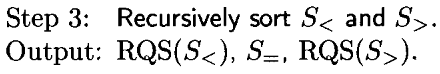 Step 3: Recursively sort S< and S>.
Output: RQS(S<), S=, RQS(S>).